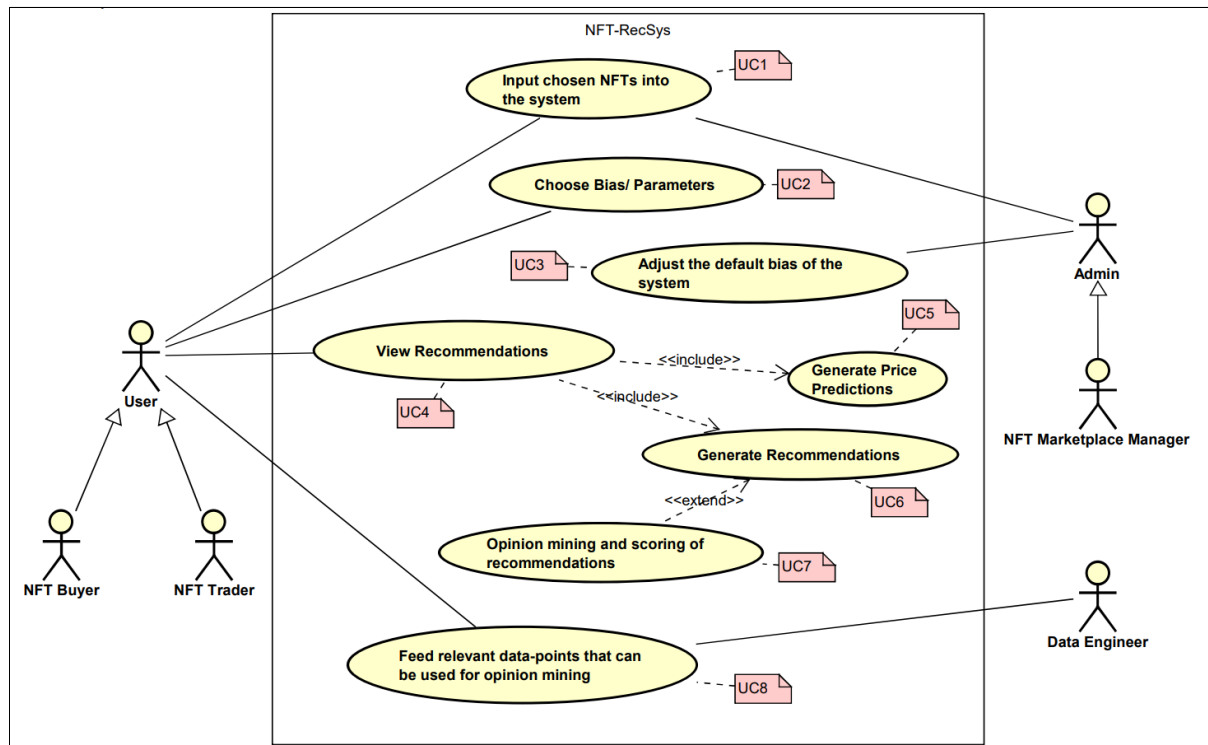 NFT-RecSys
UC1
Input chosen NFTs into
the system
Choose Bias/ Parameters
UC2
UC3
Adjust the default bias of the
system
Admin
UC5
View Recommendations
<<include>>
Generate Price
Predictions
User
UC4
<<include>>
NFT Marketplace Manager
Generate Recommendations
<<extend>>
UC6
Opinion mining and scoring of
recommendations
UC7
NFT Buyer
NFT Trader
Data Engineer
Feed relevant data-points that can
be used for opinion mining
UC8